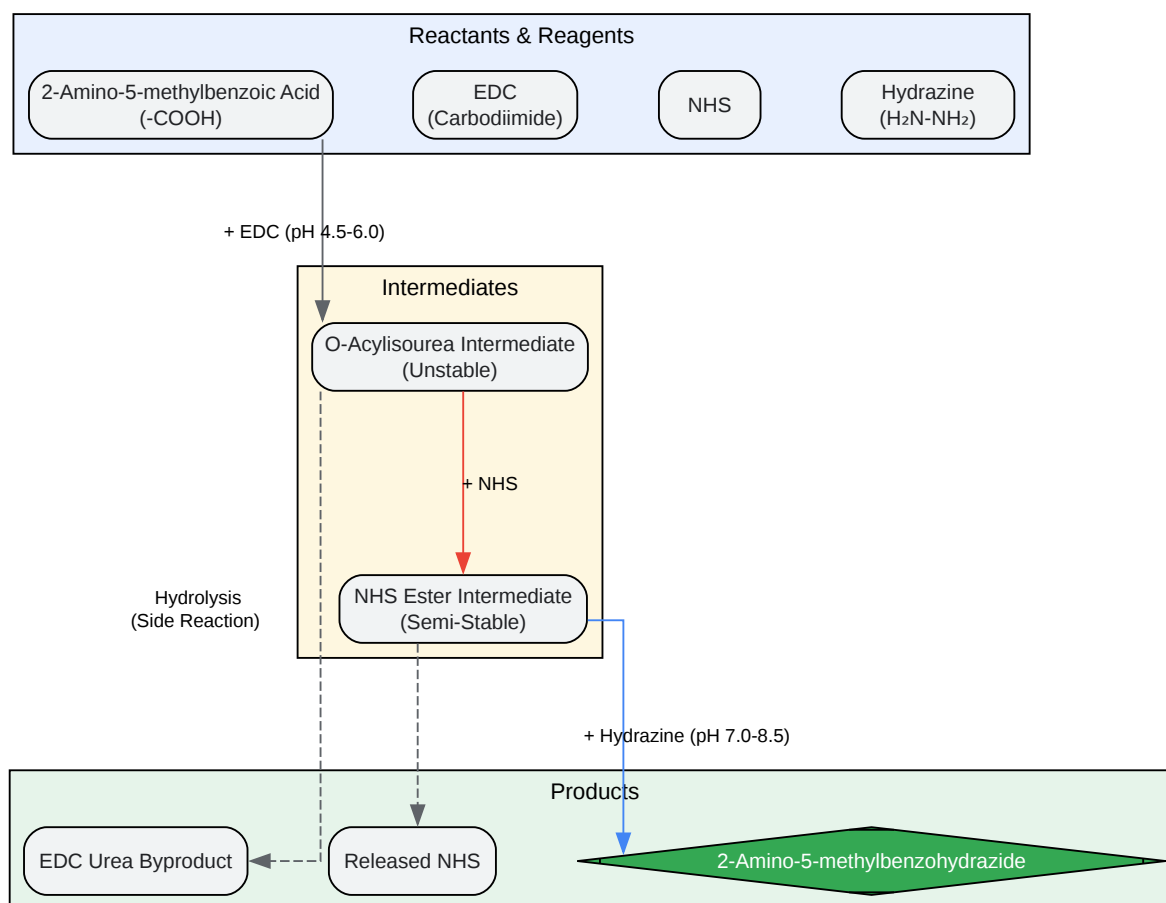 Reactants & Reagents
2-Amino-5-methylbenzoic Acid
(-COOH)
EDC
(Carbodiimide)
NHS
Hydrazine
(H₂N-NH₂)
+ EDC (pH 4.5-6.0)
Intermediates
O-Acylisourea Intermediate
(Unstable)
+ NHS
NHS Ester Intermediate
(Semi-Stable)
Hydrolysis
(Side Reaction)
+ Hydrazine (pH 7.0-8.5)
Products
EDC Urea Byproduct
Released NHS
2-Amino-5-methylbenzohydrazide